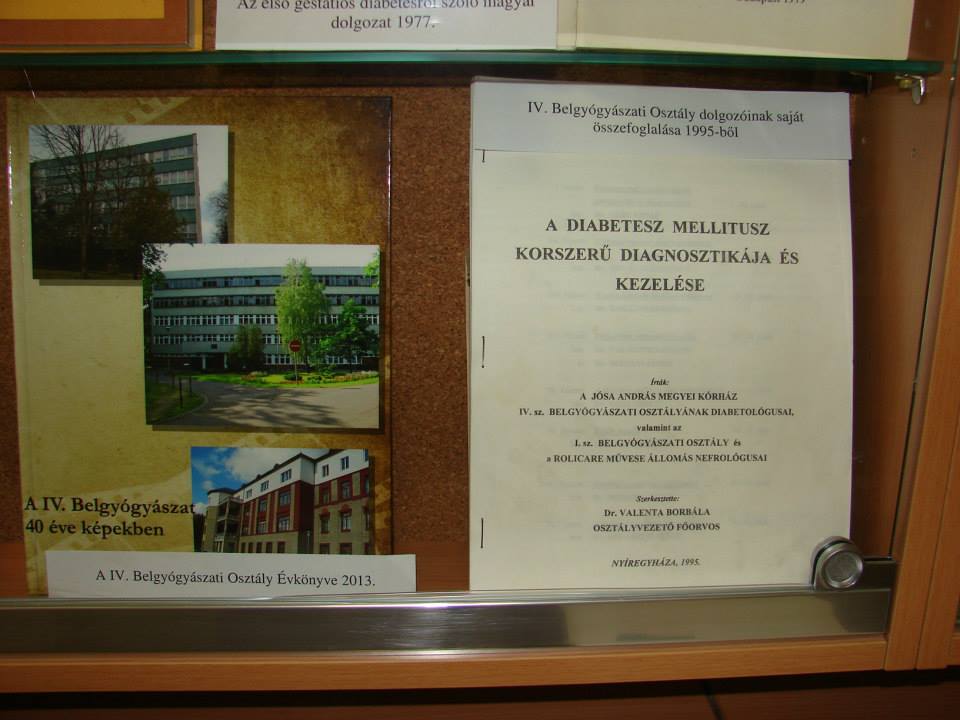 Az első gestatiós diabetesről szóló magyar
dolgozat 1977.
A IV. Belgyógyászat
40 éve képekben
A IV. Belgyógyászati Osztály Évkönyve 2013.
IV. Belgyógyászati Osztály dolgozóinak saját
összefoglalása 1995-ből
A DIABETESZ MELLITUSZ
KORSZERŰ DIAGNOSZTIKÁJA ÉS
KEZELÉSE
Írták:
A JÓSA ANDRÁS MEGYEI KÓRHÁZ
IV. sz. BELGYÓGYÁSZATI OSZTÁLYÁNAK DIABETOLÓGUSAI,
valamint az
I. sz. BELGYÓGYÁSZATI OSZTÁLY és
a ROLICARE MŰVESE ÁLLOMÁS NEFROLÓGUSAI
Szerkesztette:
Dr. VALENTA BORBÁLA
OSZTÁLYVEZETŐ FŐORVOS
NYÍREGYHÁZA, 1995.